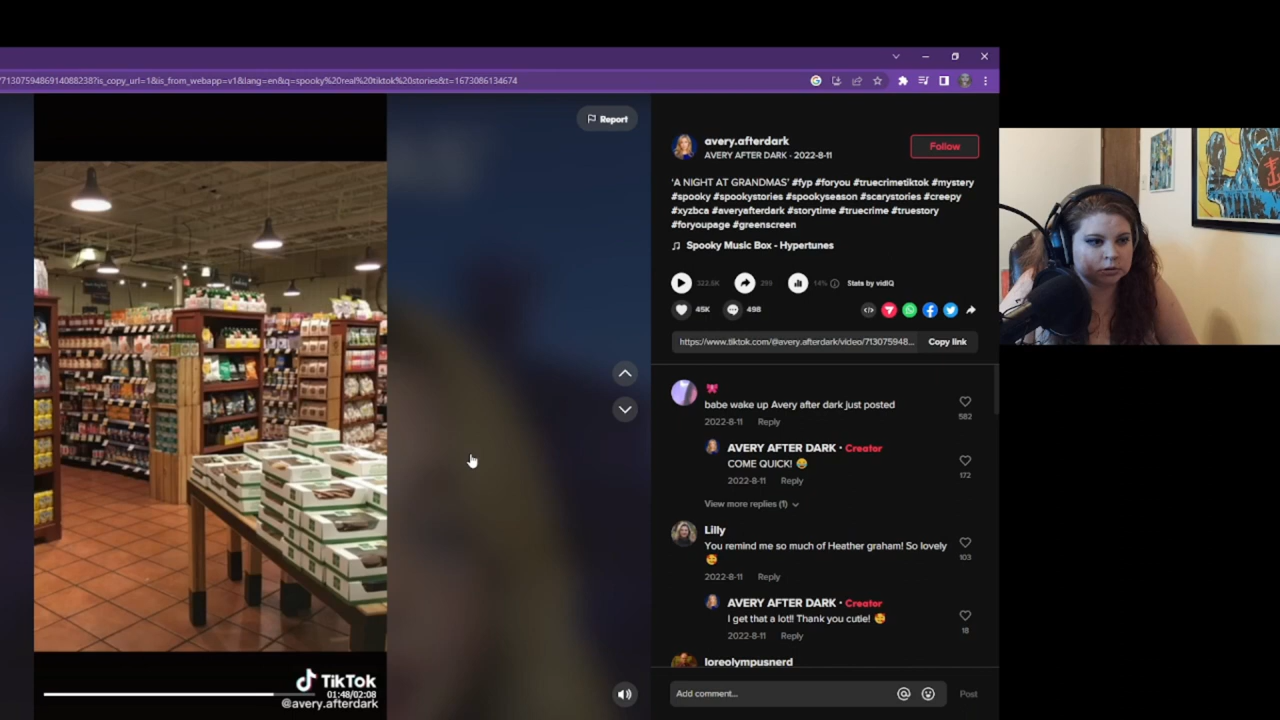 /7130759486914088238?is_copy_url=1&is_from_webapp=v1&lang=en&q=spooky%20real%20tiktok%20stories&t=1673086134674
Report
avery.afterdark
AVERY AFTER DARK · 2022-8-11
Follow
'A NIGHT AT GRANDMAS' #fyp #foryou #truecrimetiktok #mystery
#spooky #spookystories #spookyseason #scarystories #creepy
#xyzbca #averyafterdark #storytime #truecrime #truestory
#foryoupage #greenscreen
Spooky Music Box - Hypertunes
322.6K
299
14%
Stats by vidIQ
45K
498
https://www.tiktok.com/@avery.afterdark/video/713075948...
Copy link
babe wake up Avery after dark just posted
2022-8-11 Reply
582
AVERY AFTER DARK · Creator
COME QUICK! 😂
2022-8-11 Reply
172
View more replies (1)
Lilly
You remind me so much of Heather graham! So lovely
🥰
2022-8-11 Reply
103
AVERY AFTER DARK · Creator
I get that a lot!! Thank you cutie! 🥰
2022-8-11 Reply
18
loreolympusnerd
Add comment...
Post
TikTok
01:48/02:08
@avery.afterdark